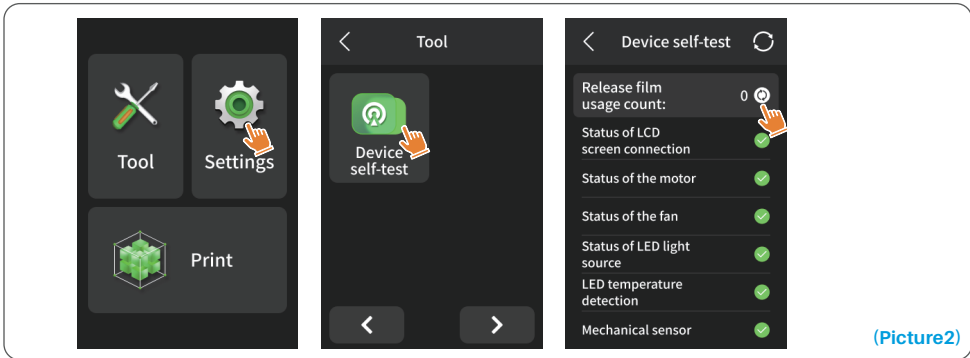 Tool
Settings
Print
Tool
Device
self-test
Device self-test
Release film
usage count:
0
Status of LCD
screen connection
Status of the motor
Status of the fan
Status of LED light
source
LED temperature
detection
Mechanical sensor
(Picture2)